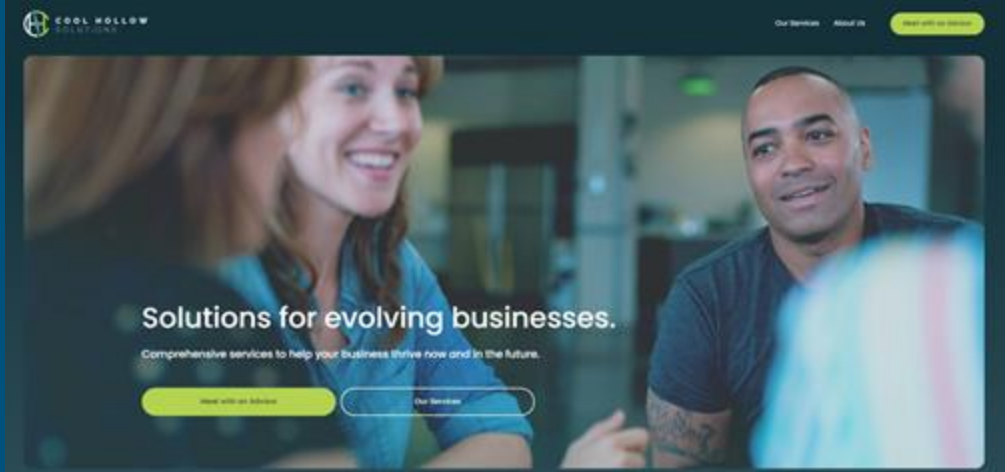 COOL HOLLOW
SOLUTIONS
Our Services
About Us
Meet with an Advisor
Solutions for evolving businesses.
Comprehensive services to help your business thrive now and in the future.
Meet with an Advisor
Our Services